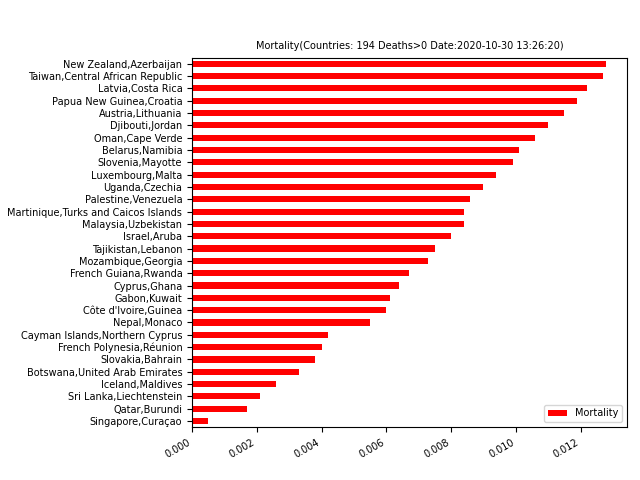 Mortality(Countries: 194 Deaths>0 Date:2020-10-30 13:26:20)
New Zealand,Azerbaijan
Taiwan,Central African Republic
Latvia,Costa Rica
Papua New Guinea,Croatia
Austria,Lithuania
Djibouti,Jordan
Oman,Cape Verde
Belarus,Namibia
Slovenia,Mayotte
Luxembourg,Malta
Uganda,Czechia
Palestine,Venezuela
Martinique,Turks and Caicos Islands
Malaysia,Uzbekistan
Israel,Aruba
Tajikistan,Lebanon
Mozambique,Georgia
French Guiana,Rwanda
Cyprus,Ghana
Gabon,Kuwait
Côte d'Ivoire,Guinea
Nepal,Monaco
Cayman Islands,Northern Cyprus
French Polynesia,Réunion
Slovakia,Bahrain
Botswana,United Arab Emirates
Iceland,Maldives
Sri Lanka,Liechtenstein
Qatar,Burundi
Singapore,Curaçao
Mortality
0.000 0.002 0.004 0.006 0.008 0.010 0.012